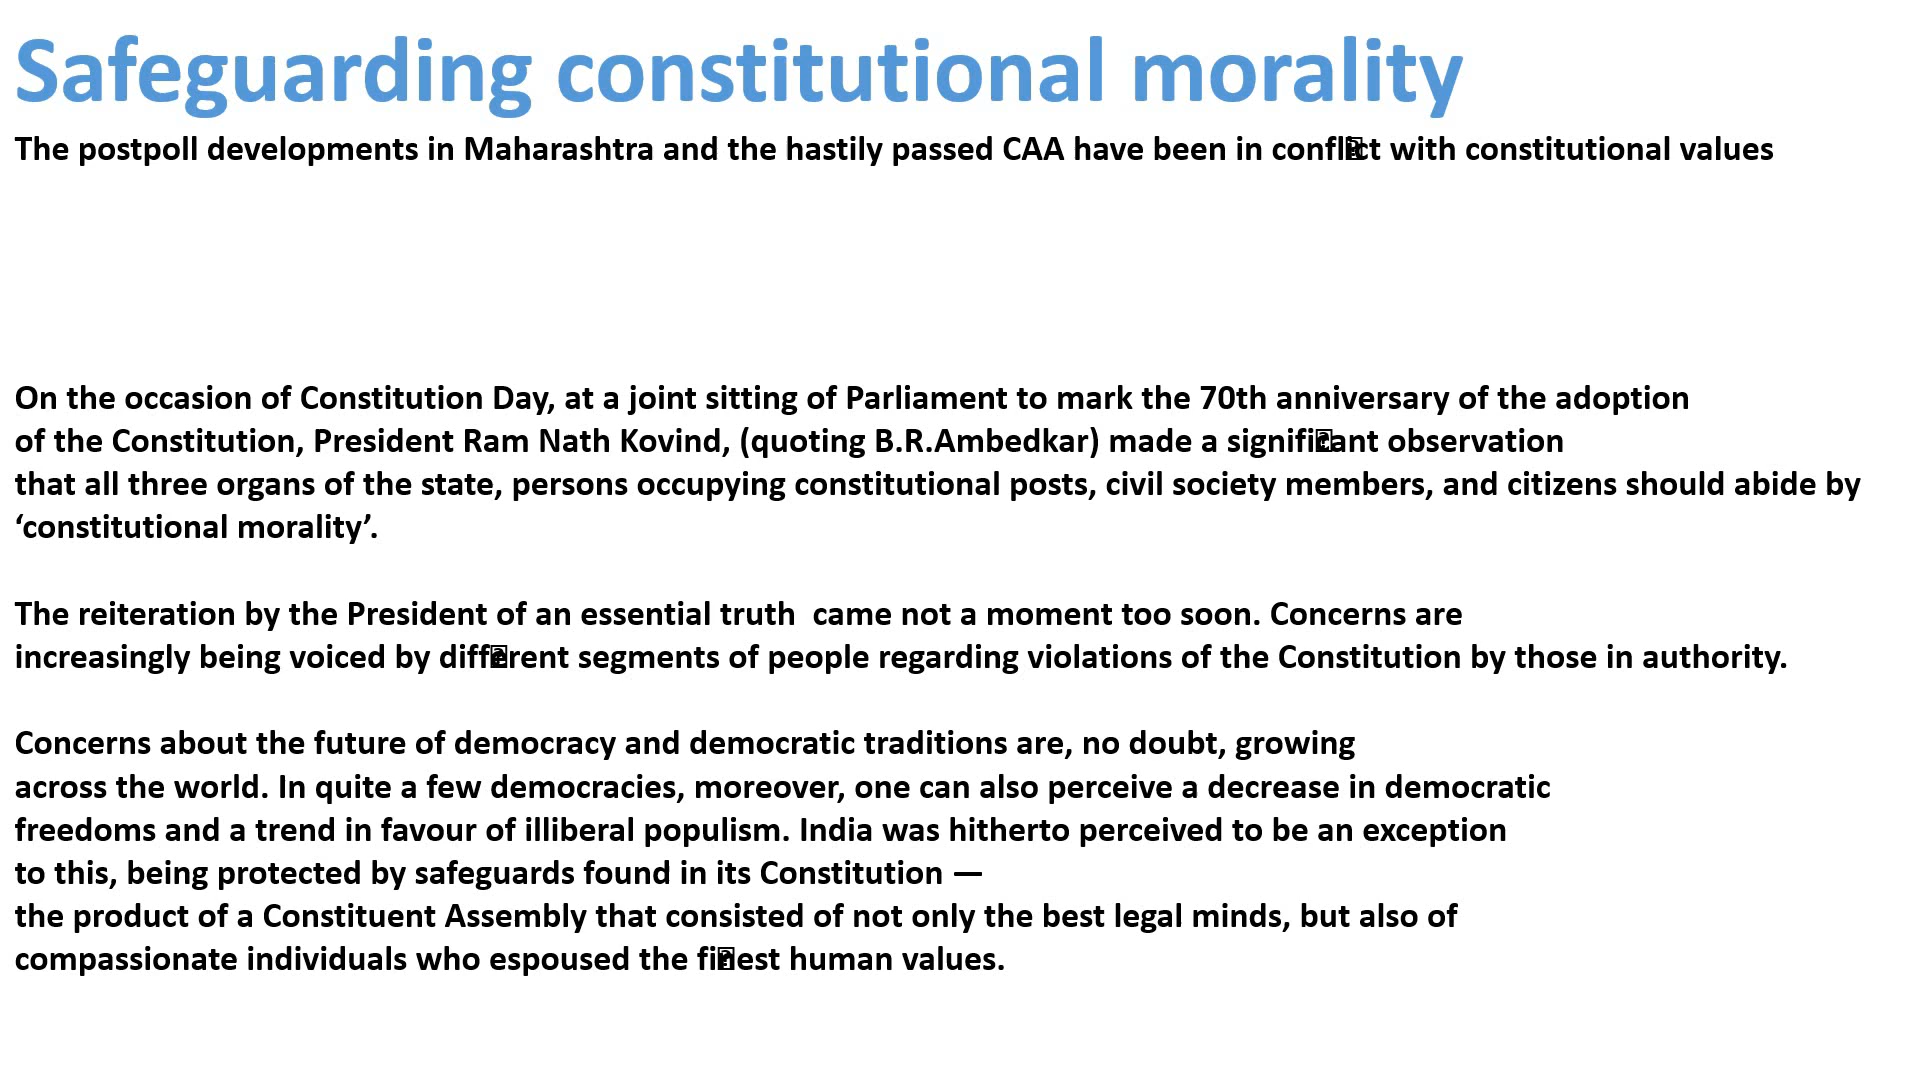 Safeguarding constitutional morality
The postpoll developments in Maharashtra and the hastily passed CAA have been in conflict with constitutional values
On the occasion of Constitution Day, at a joint sitting of Parliament to mark the 70th anniversary of the adoption
of the Constitution, President Ram Nath Kovind, (quoting B.R.Ambedkar) made a significant observation
that all three organs of the state, persons occupying constitutional posts, civil society members, and citizens should abide by
‘constitutional morality’.
The reiteration by the President of an essential truth  came not a moment too soon. Concerns are
increasingly being voiced by different segments of people regarding violations of the Constitution by those in authority.
Concerns about the future of democracy and democratic traditions are, no doubt, growing
across the world. In quite a few democracies, moreover, one can also perceive a decrease in democratic
freedoms and a trend in favour of illiberal populism. India was hitherto perceived to be an exception
to this, being protected by safeguards found in its Constitution —
the product of a Constituent Assembly that consisted of not only the best legal minds, but also of
compassionate individuals who espoused the finest human values.